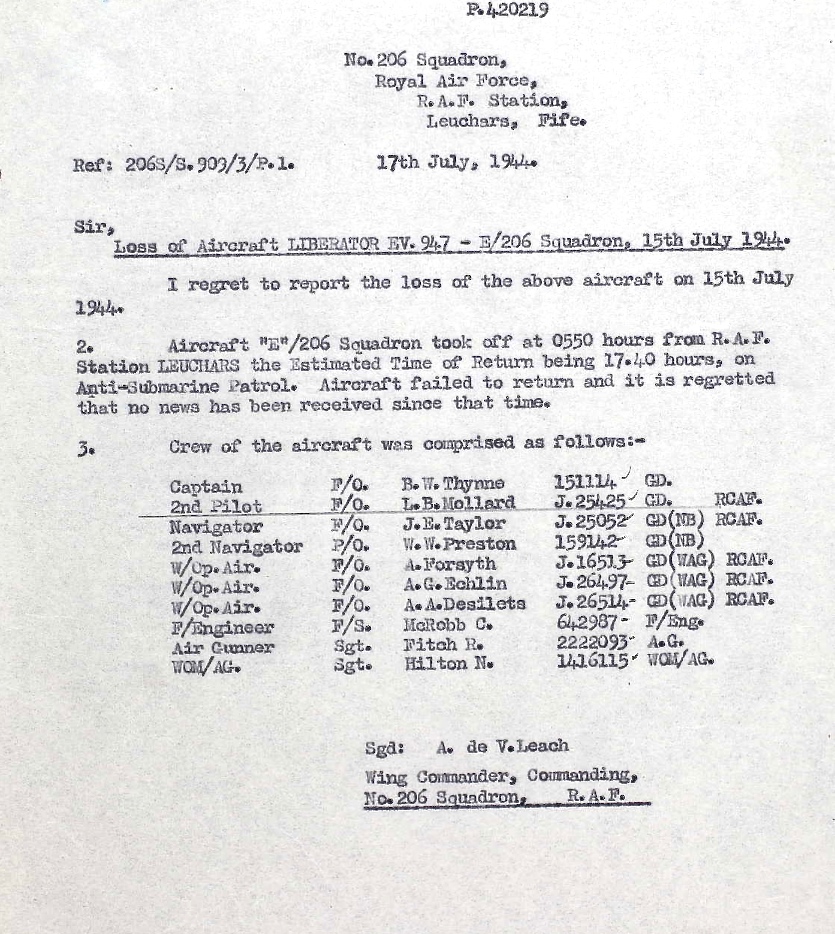 P.420219
No.206 Squadron,
Royal Air Force,
R.A.F. Station,
Leuchars, Fife.
Ref: 206S/S.909/3/P.1. 17th July, 1944.
Sir,
Loss of Aircraft LIBERATOR EV.947 - E/206 Squadron, 15th July 1944.
I regret to report the loss of the above aircraft on 15th July
1944.
2. Aircraft "E"/206 Squadron took off at 0550 hours from R.A.F.
Station LEUCHARS the Estimated Time of Return being 17.40 hours, on
Anti-Submarine Patrol. Aircraft failed to return and it is regretted
that no news has been received since that time.
3. Crew of the aircraft was comprised as follows:-
Captain F/O. B.W.Thynne 151114 GD.
2nd Pilot F/O. L.B.Mollard J.25425 GD. RCAF.
Navigator F/O. J.E.Taylor J.25052 GD(NB) RCAF.
2nd Navigator P/O. W.W.Preston 159142 GD(NB)
W/Op.Air. F/O. A.Forsyth J.16513 GD(WAG) RCAF.
W/Op.Air. F/O. A.G.Echlin J.26497 GD(WAG) RCAF.
W/Op.Air. F/O. A.A.Desilets J.26514 GD(WAG) RCAF.
F/Engineer F/S. McRobb C. 642987 F/Eng.
Air Gunner Sgt. Fitch R. 2222093 A.G.
WOM/AG. Sgt. Hilton N. 1416115 WOM/AG.
Sgd: A. de V.Leach
Wing Commander, Commanding,
No.206 Squadron, R.A.F.